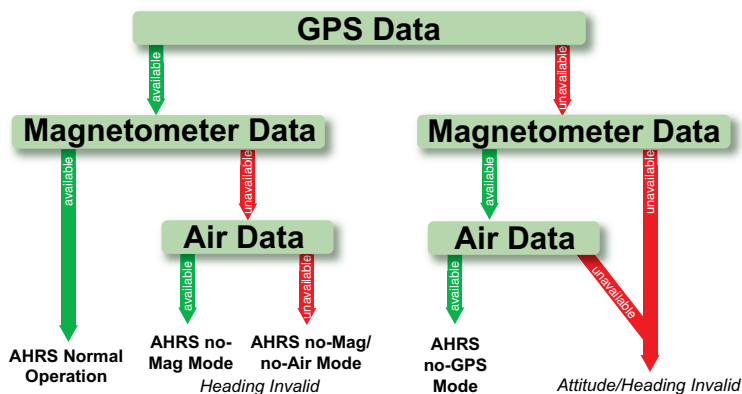 GPS Data
available
unavailable
Magnetometer Data
Magnetometer Data
available
unavailable
available
unavailable
Air Data
Air Data
available
unavailable
available
unavailable
AHRS Normal
Operation
AHRS no-
Mag Mode
AHRS no-Mag/
no-Air Mode
Heading Invalid
AHRS
no-GPS
Mode
Attitude/Heading Invalid